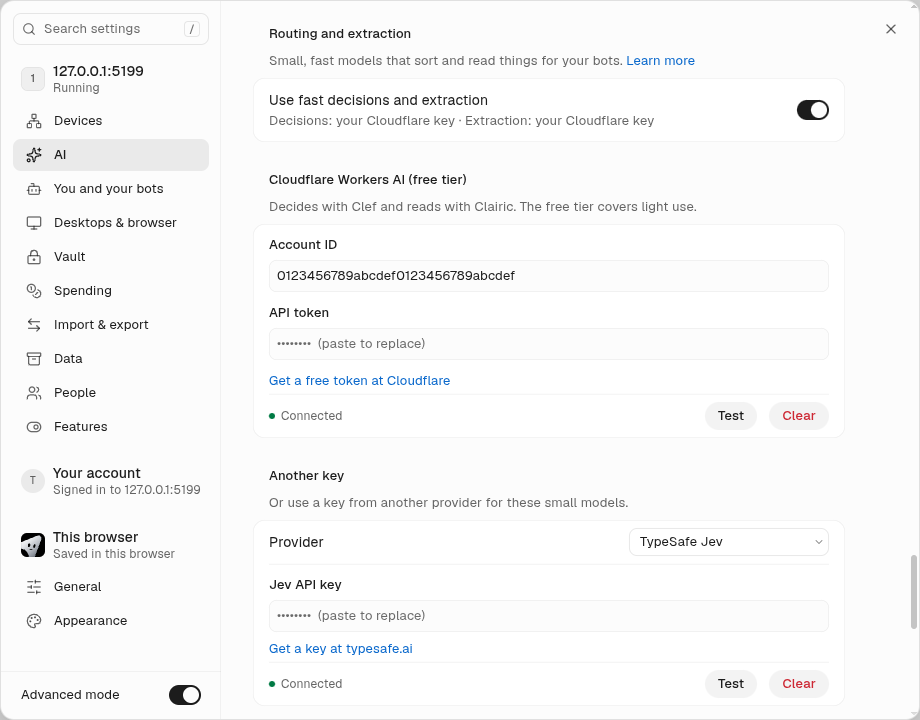 Search settings
/
1
127.0.0.1:5199
Running
Devices
AI
You and your bots
Desktops & browser
Vault
Spending
Import & export
Data
People
Features
T
Your account
Signed in to 127.0.0.1:5199
This browser
Saved in this browser
General
Appearance
Advanced mode
Routing and extraction
Small, fast models that sort and read things for your bots. Learn more
Use fast decisions and extraction
Decisions: your Cloudflare key · Extraction: your Cloudflare key
Cloudflare Workers AI (free tier)
Decides with Clef and reads with Clairic. The free tier covers light use.
Account ID
0123456789abcdef0123456789abcdef
API token
•••••••• (paste to replace)
Get a free token at Cloudflare
Connected
Test
Clear
Another key
Or use a key from another provider for these small models.
Provider
TypeSafe Jev
Jev API key
•••••••• (paste to replace)
Get a key at typesafe.ai
Connected
Test
Clear